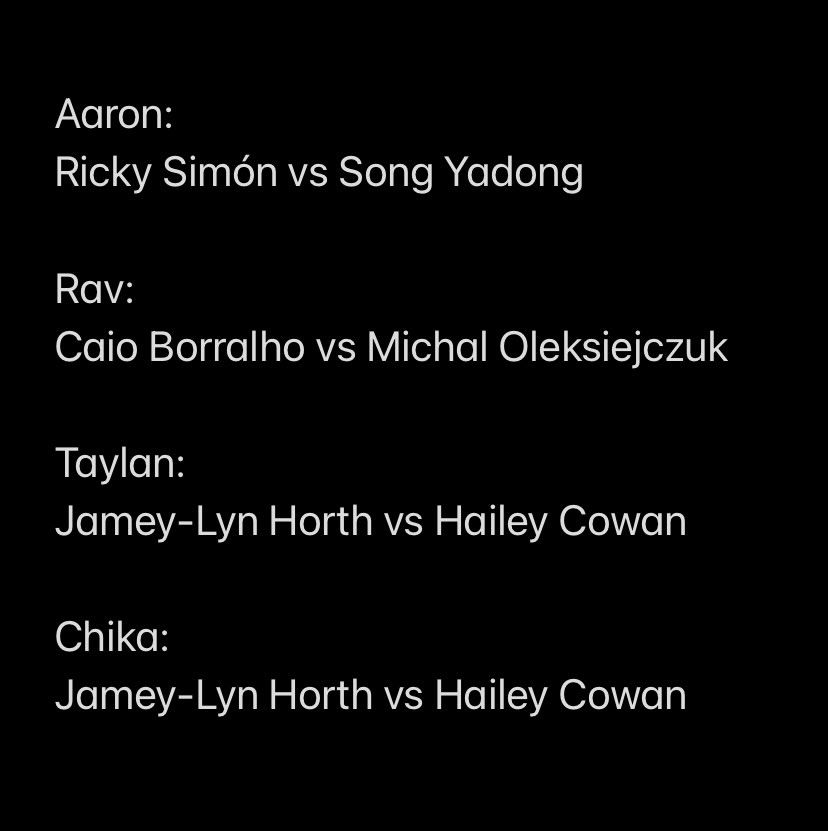 Aaron:
Ricky Simón vs Song Yadong
Rav:
Caio Borralho vs Michal Oleksiejczuk
Taylan:
Jamey-Lyn Horth vs Hailey Cowan
Chika:
Jamey-Lyn Horth vs Hailey Cowan